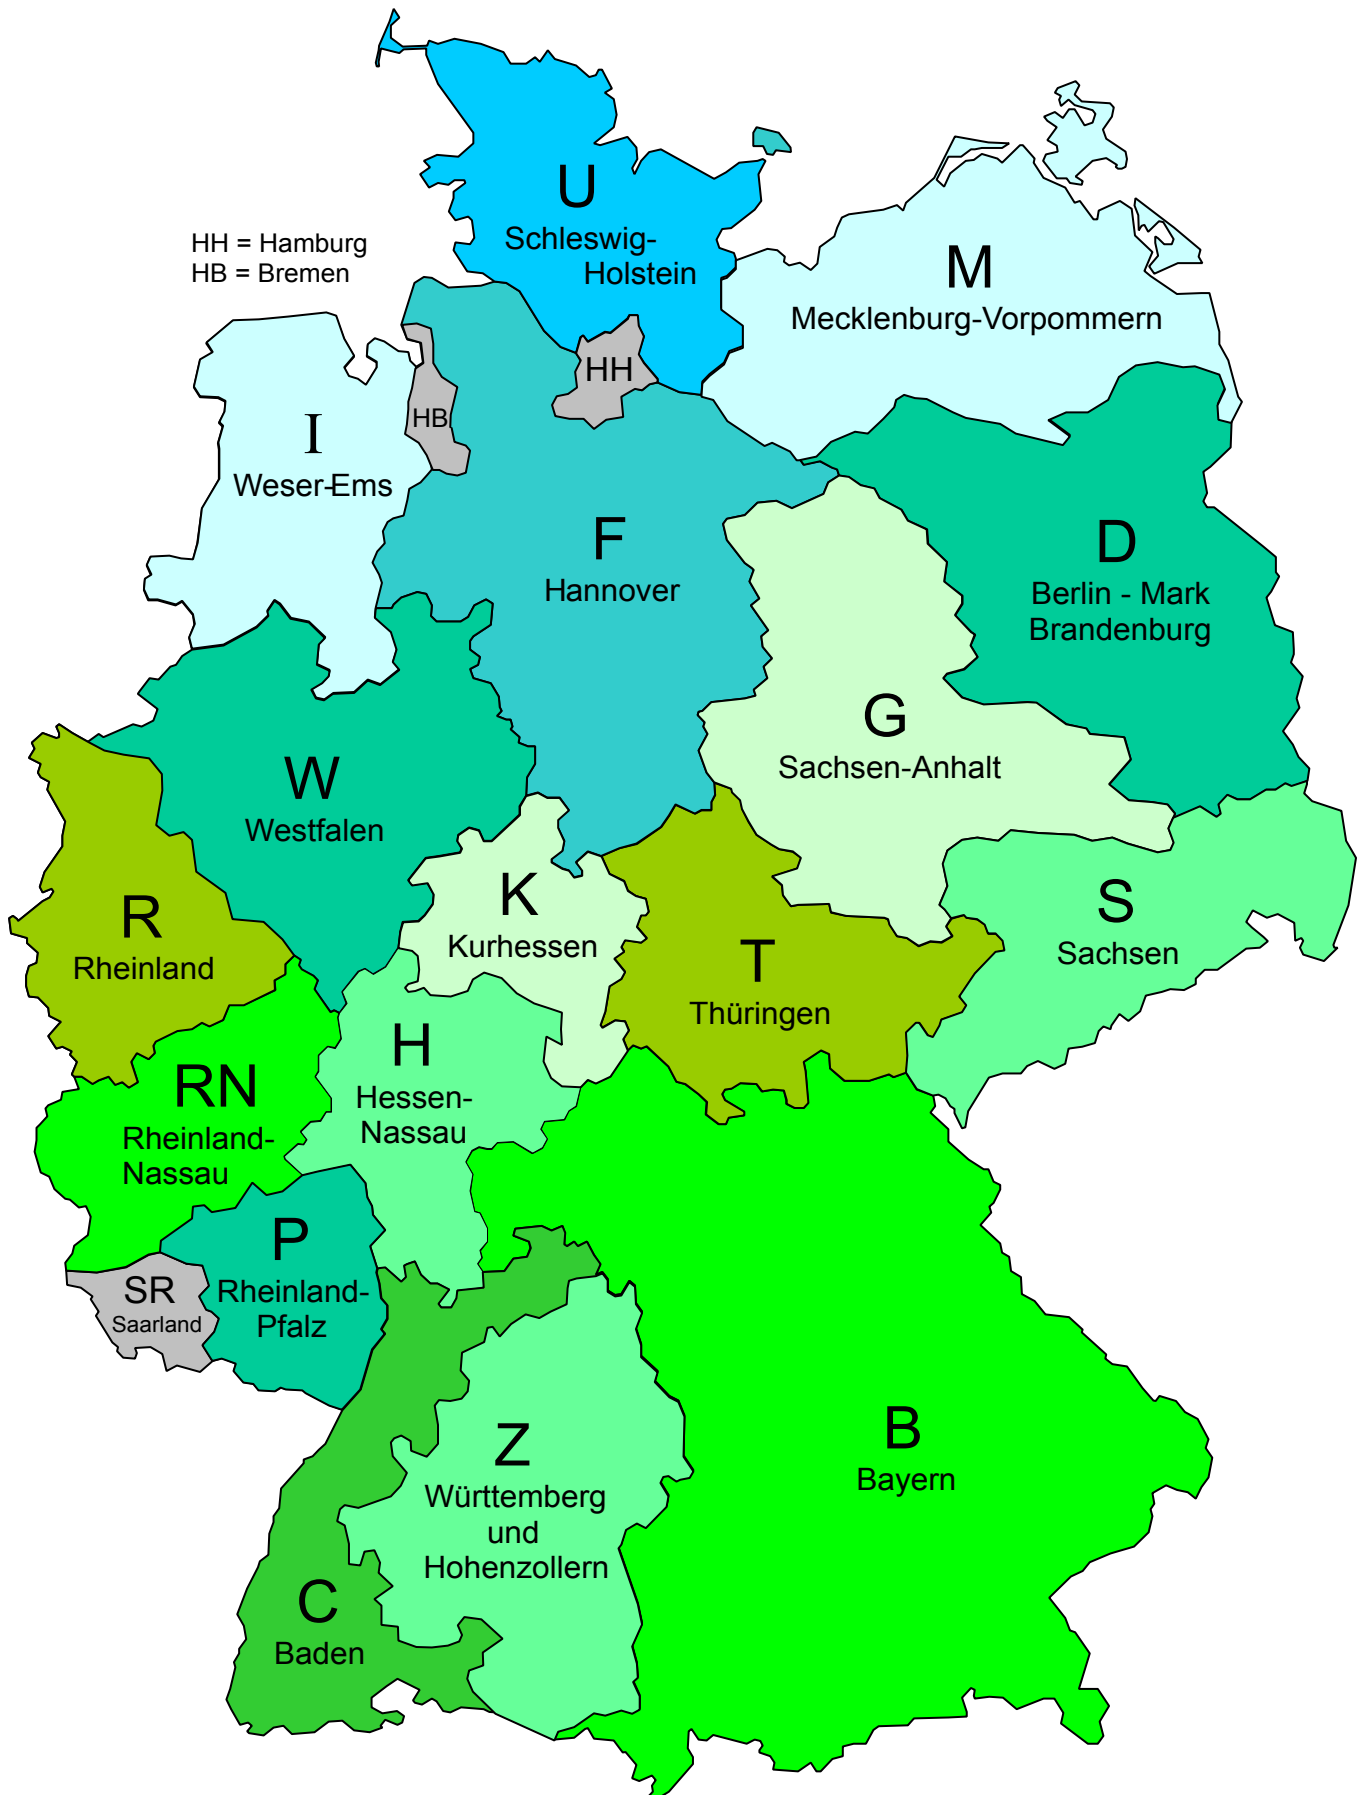 U
Schleswig-
Holstein
HH = Hamburg
HB = Bremen
M
Mecklenburg-Vorpommern
HH
HB
I
Weser-Ems
F
Hannover
D
Berlin - Mark
Brandenburg
G
Sachsen-Anhalt
W
Westfalen
K
Kurhessen
R
Rheinland
S
Sachsen
T
Thüringen
H
Hessen-
Nassau
RN
Rheinland-
Nassau
P
Rheinland-
Pfalz
SR
Saarland
B
Bayern
Z
Württemberg
und
Hohenzollern
C
Baden